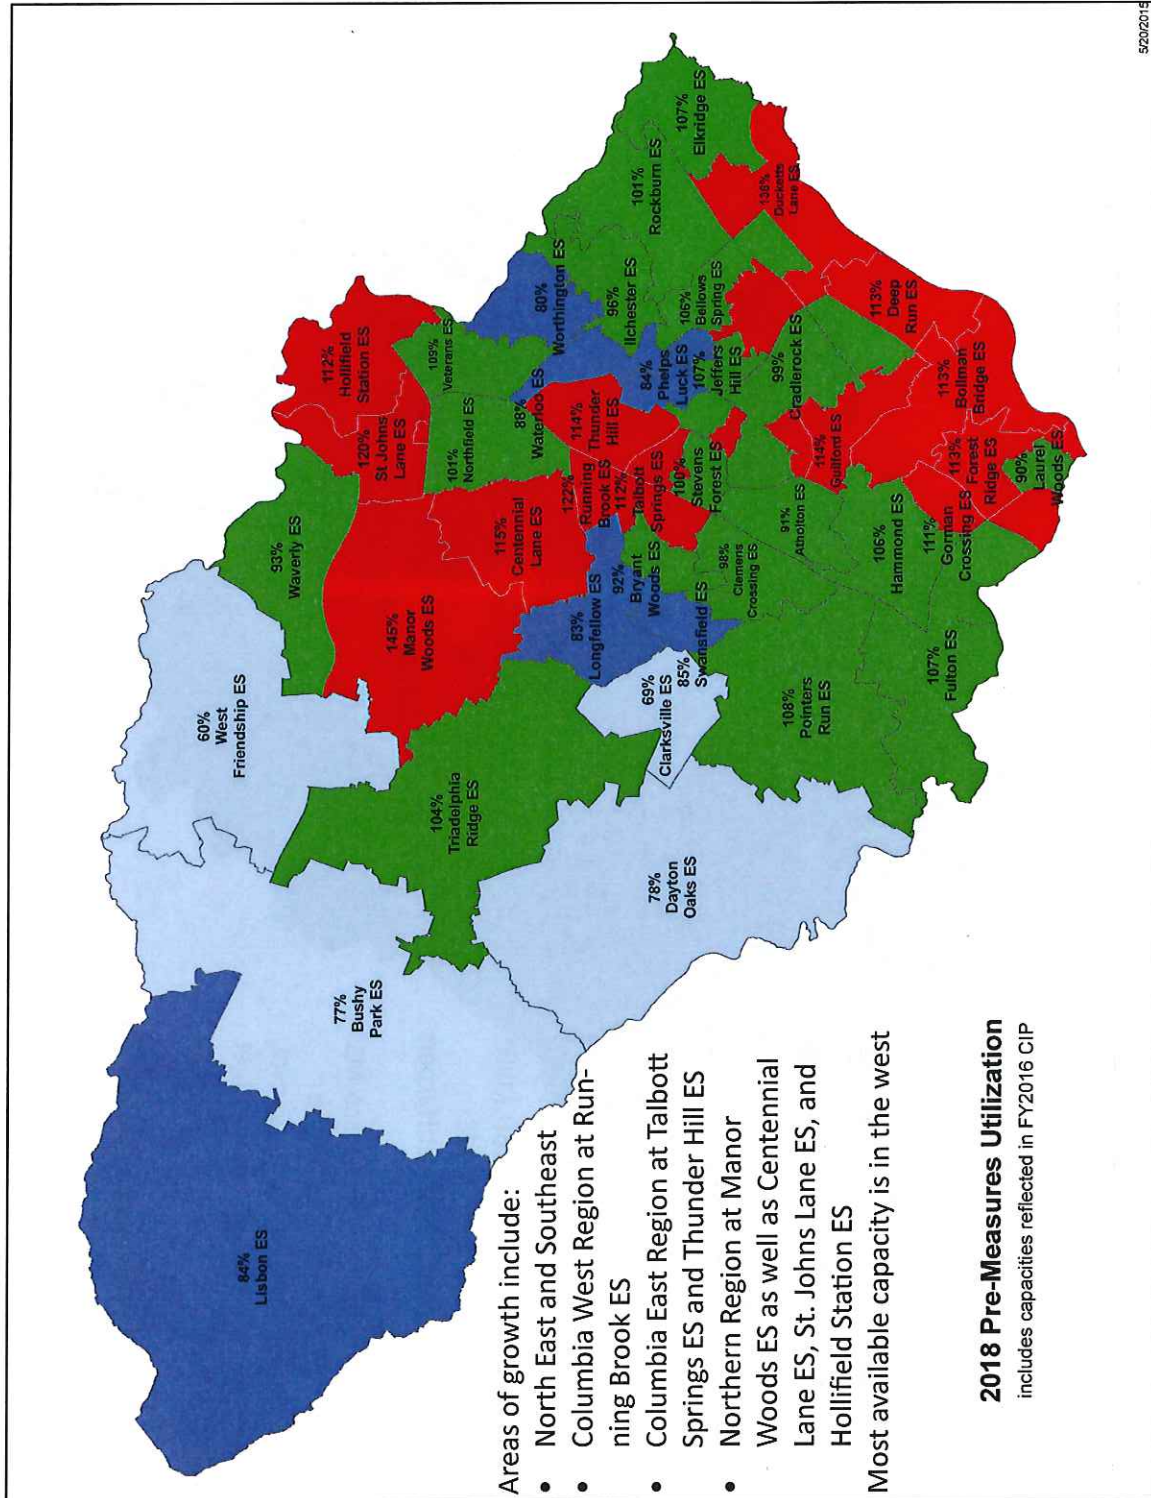 60%
West
Friendship ES
93%
Waverly ES
112%
Hollifield
Station ES
120%
St Johns
Lane ES
109%
Veterans ES
101%
Northfield ES
145%
Manor
Woods ES
115%
Centennial
Lane ES
84%
Lisbon ES
77%
Bushy
Park ES
104%
Triadelphia
Ridge ES
88%
Waterloo ES
80%
Worthington ES
122%
Running
Brook ES
114%
Thunder
Hill ES
96%
Ilchester ES
101%
Rockburn ES
107%
Elkridge ES
83%
Longfellow ES
92%
Bryant
Woods ES
112%
Talbott
Springs ES
84%
Phelps
Luck ES
106%
Bellows
Spring ES
69%
Clarksville ES
85%
Swansfield ES
100%
Stevens
Forest ES
107%
Jeffers
Hill ES
78%
Dayton
Oaks ES
98%
Clemens
Crossing ES
99%
Cradlerock ES
138%
Ducketts
Lane ES
91%
Atholton ES
114%
Guilford ES
113%
Deep
Run ES
108%
Pointers
Run ES
106%
Hammond ES
113%
Bollman
Bridge ES
107%
Fulton ES
111%
Gorman
Crossing ES
113%
Forest
Ridge ES
90%
Laurel
Woods ES
Areas of growth include:
• North East and Southeast
• Columbia West Region at Run-
ning Brook ES
• Columbia East Region at Talbott
Springs ES and Thunder Hill ES
• Northern Region at Manor
Woods ES as well as Centennial
Lane ES, St. Johns Lane ES, and
Hollifield Station ES
Most available capacity is in the west
2018 Pre-Measures Utilization
includes capacities reflected in FY2016 CIP
5/20/2015